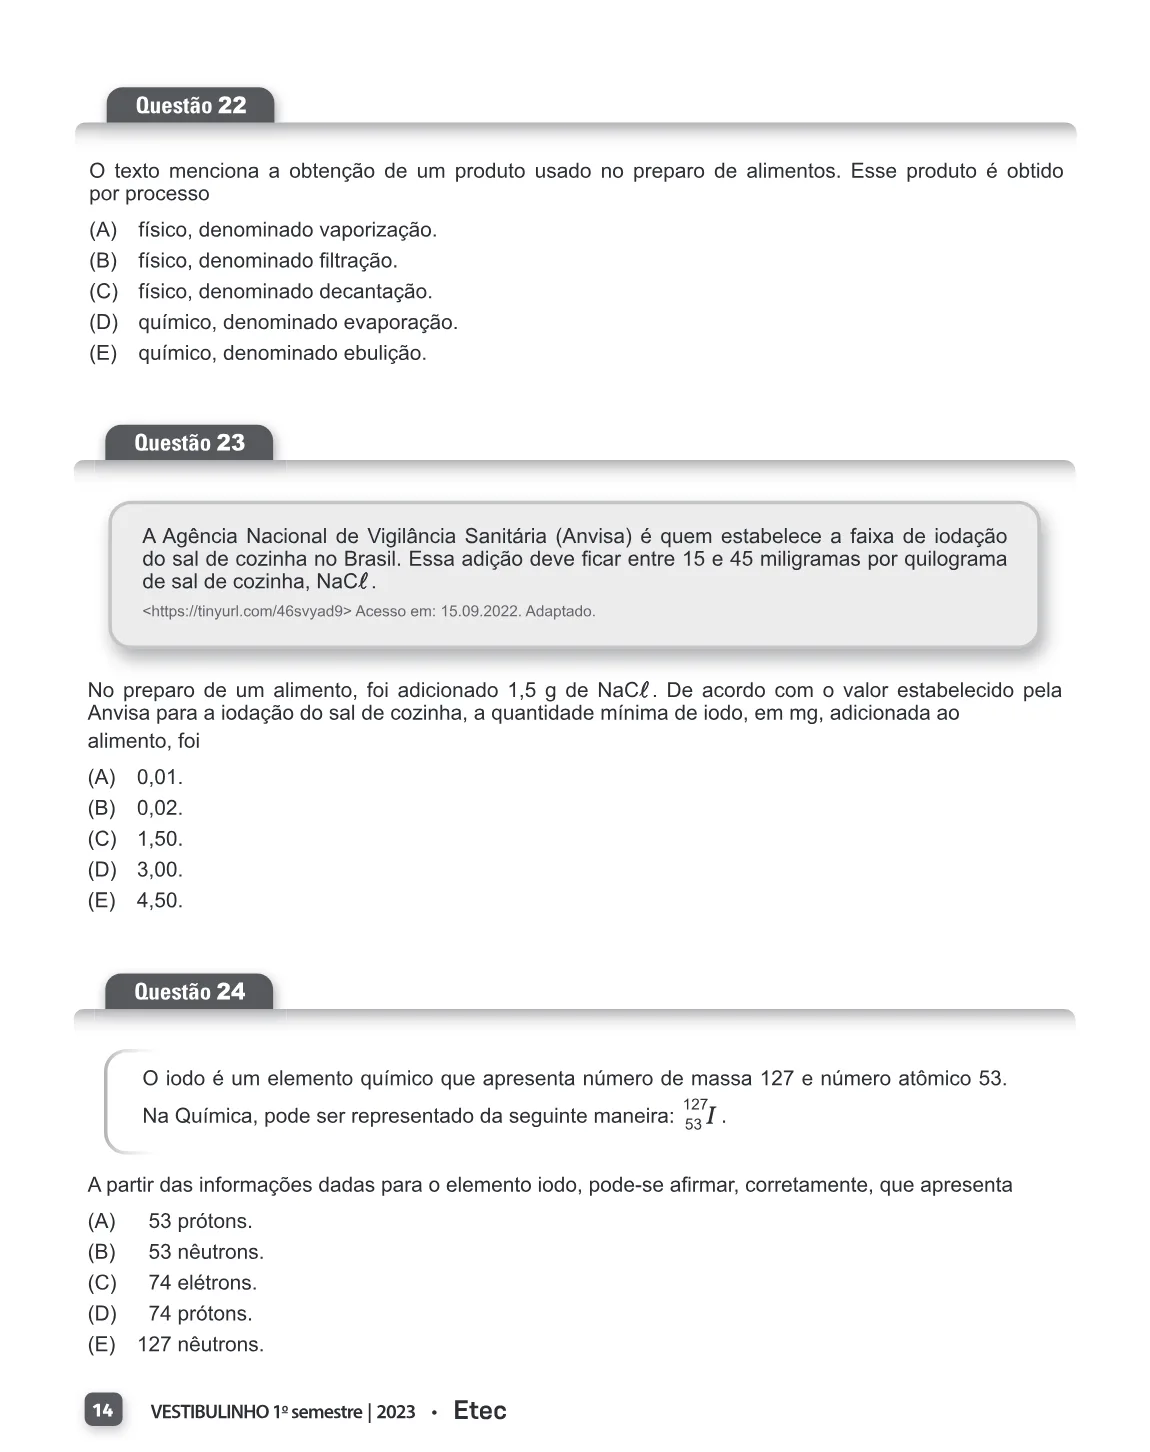 Questão 22
O texto menciona a obtenção de um produto usado no preparo de alimentos. Esse produto é obtido
por processo
(A) físico, denominado vaporização.
(B) físico, denominado filtração.
(C) físico, denominado decantação.
(D) químico, denominado evaporação.
(E) químico, denominado ebulição.
Questão 23
A Agência Nacional de Vigilância Sanitária (Anvisa) é quem estabelece a faixa de iodação
do sal de cozinha no Brasil. Essa adição deve ficar entre 15 e 45 miligramas por quilograma
de sal de cozinha, NaCℓ.
<https://tinyurl.com/46svyad9> Acesso em: 15.09.2022. Adaptado.
No preparo de um alimento, foi adicionado 1,5 g de NaCℓ. De acordo com o valor estabelecido pela
Anvisa para a iodação do sal de cozinha, a quantidade mínima de iodo, em mg, adicionada ao
alimento, foi
(A) 0,01.
(B) 0,02.
(C) 1,50.
(D) 3,00.
(E) 4,50.
Questão 24
O iodo é um elemento químico que apresenta número de massa 127 e número atômico 53.
Na Química, pode ser representado da seguinte maneira: ¹²⁷₅₃I.
A partir das informações dadas para o elemento iodo, pode-se afirmar, corretamente, que apresenta
(A) 53 prótons.
(B) 53 nêutrons.
(C) 74 elétrons.
(D) 74 prótons.
(E) 127 nêutrons.
14 VESTIBULINHO 1º semestre | 2023 • Etec